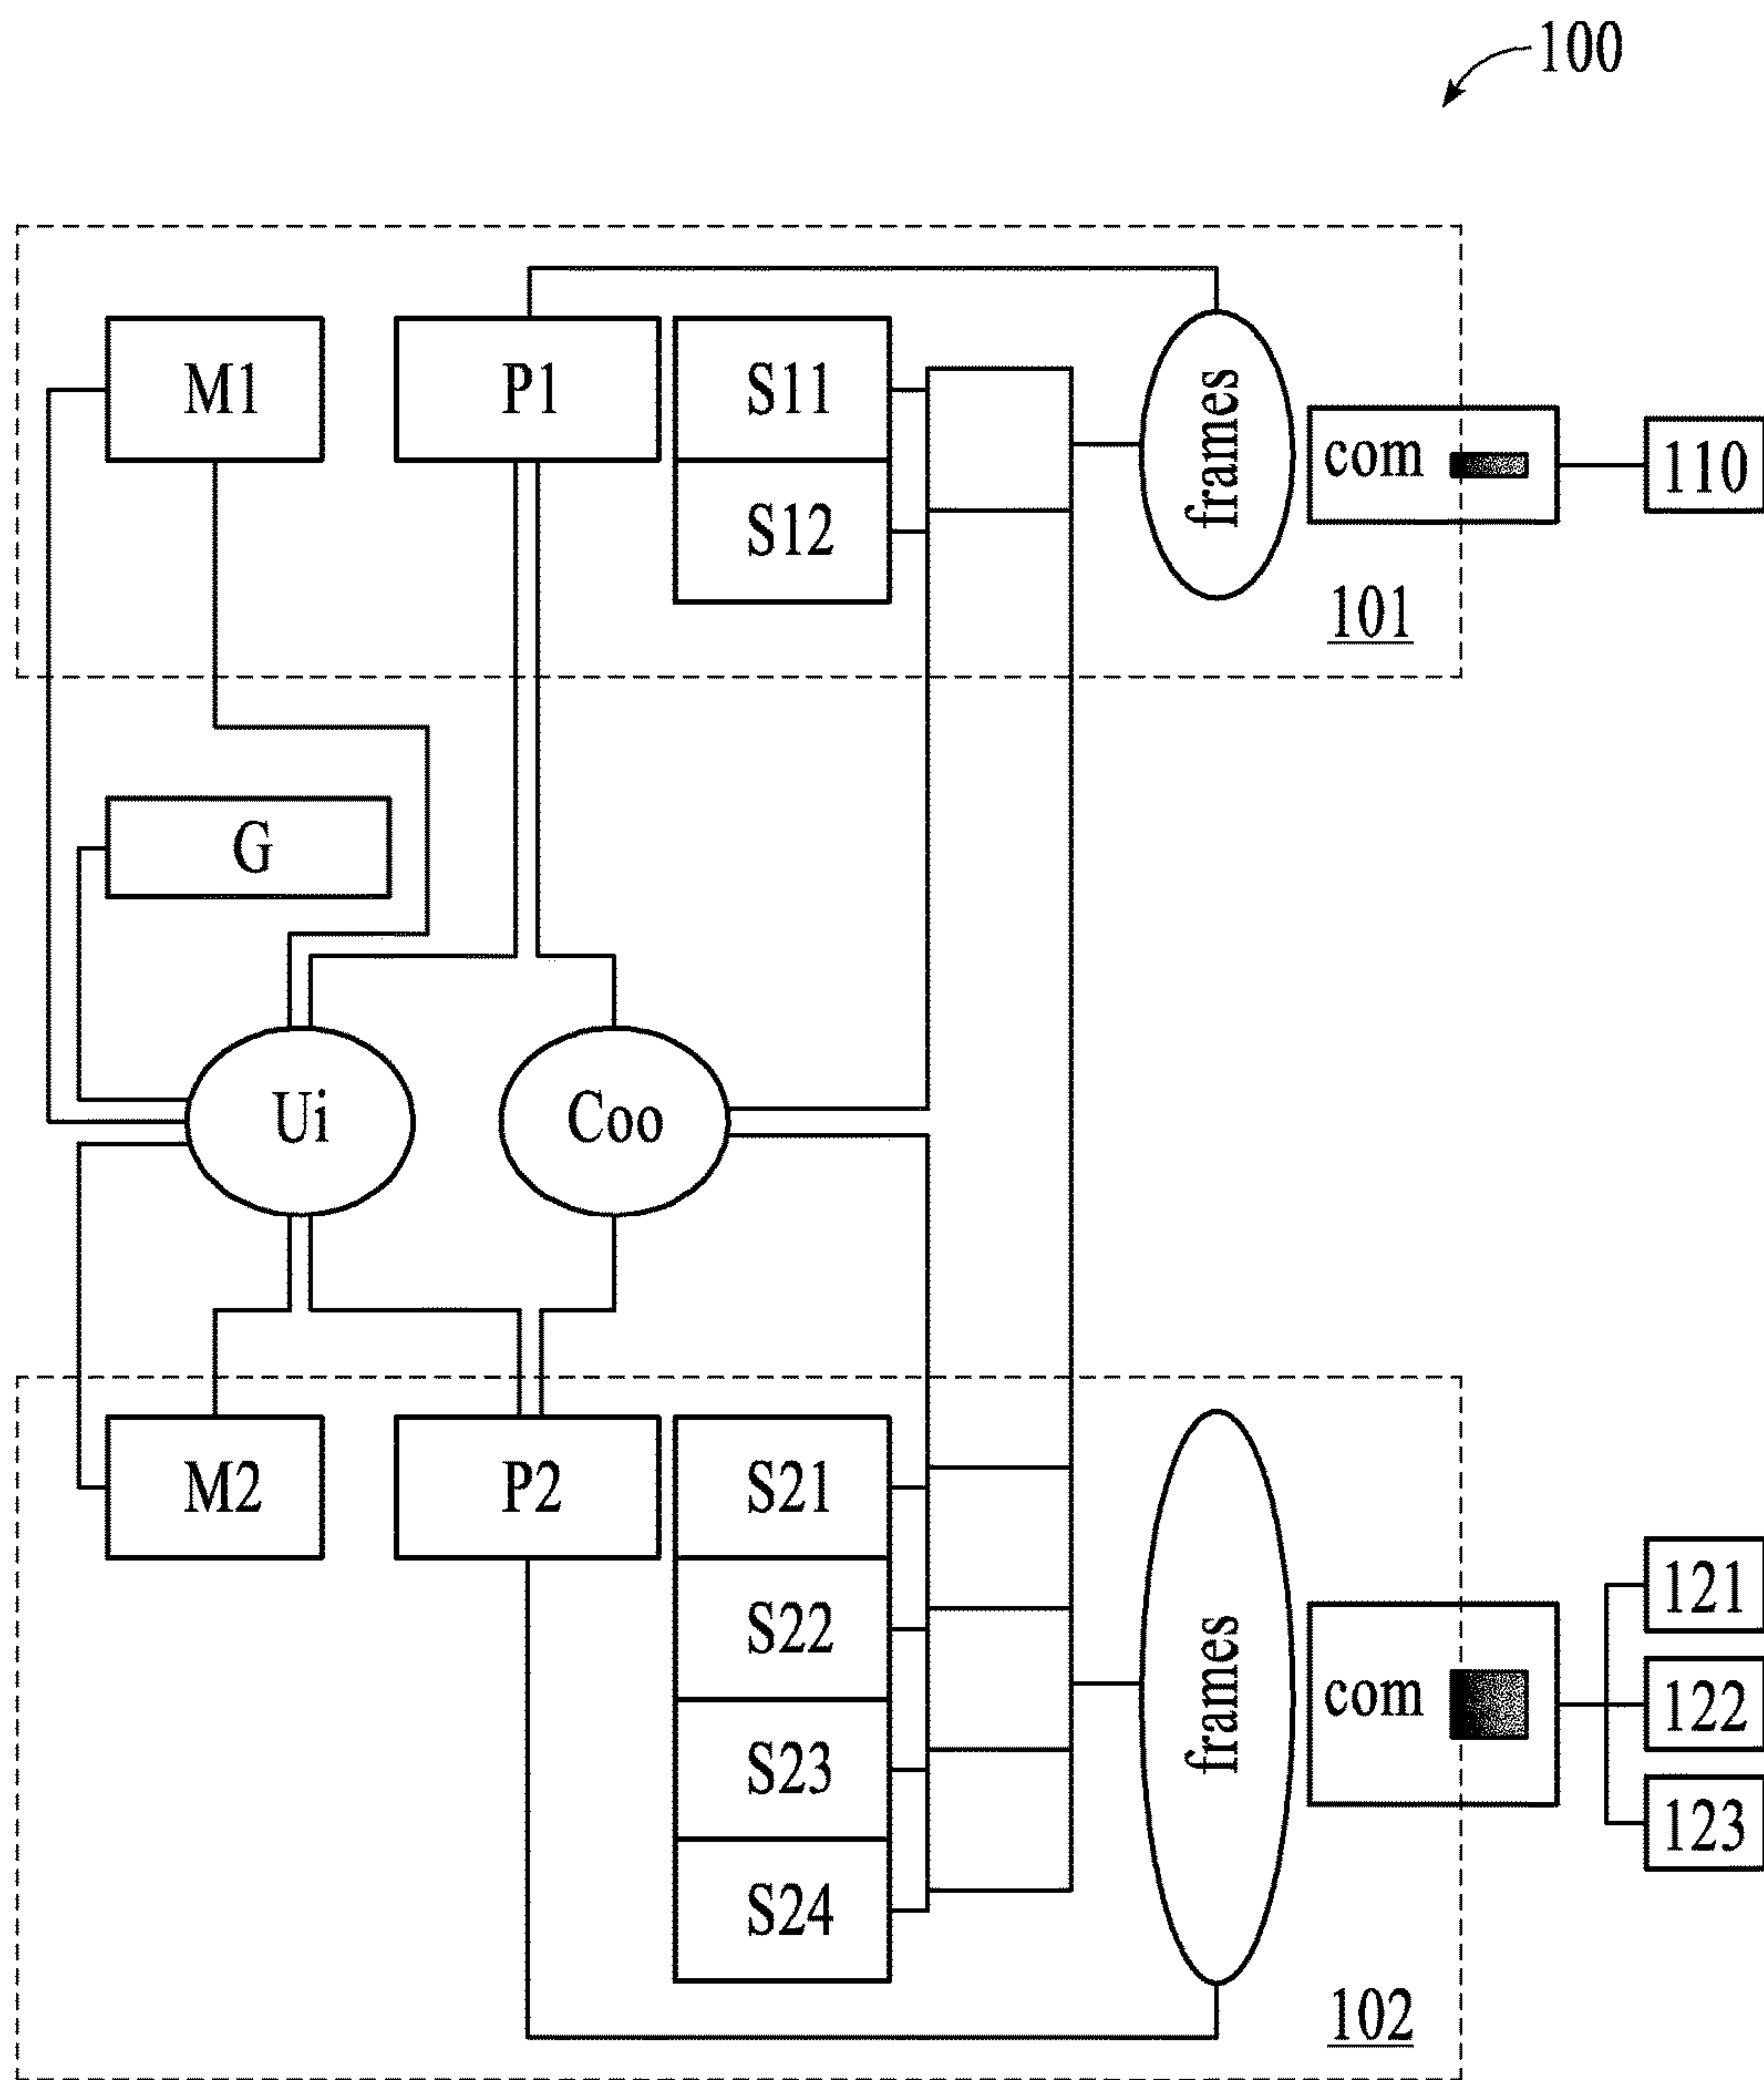 100
M1
P1
S11
S12
frames
com
110
101
G
Ui
Coo
M2
P2
S21
S22
S23
S24
frames
com
121
122
123
102